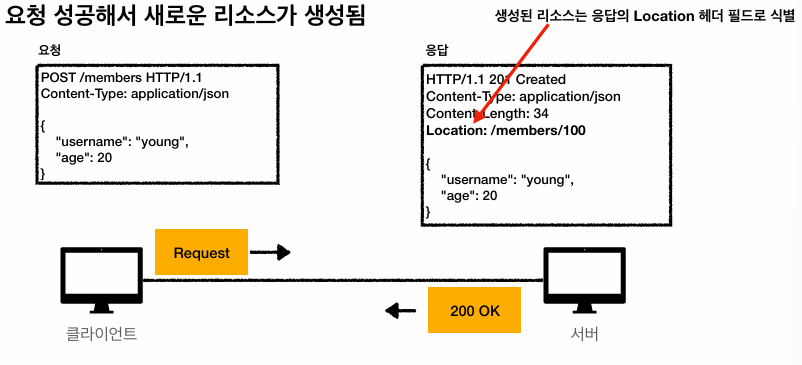 요청 성공해서 새로운 리소스가 생성됨
생성된 리소스는 응답의 Location 헤더 필드로 식별
요청
POST /members HTTP/1.1
Content-Type: application/json
{
"username": "young",
"age": 20
}
응답
HTTP/1.1 201 Created
Content-Type: application/json
Content-Length: 34
Location: /members/100
{
"username": "young",
"age": 20
}
Request
200 OK
클라이언트
서버